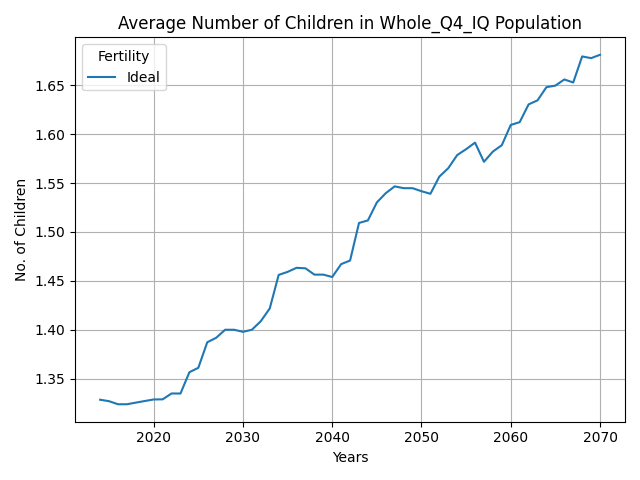 Average Number of Children in Whole_Q4_IQ Population
Fertility
Ideal
No. of Children
1.65
1.60
1.55
1.50
1.45
1.40
1.35
2020 2030 2040 2050 2060 2070
Years